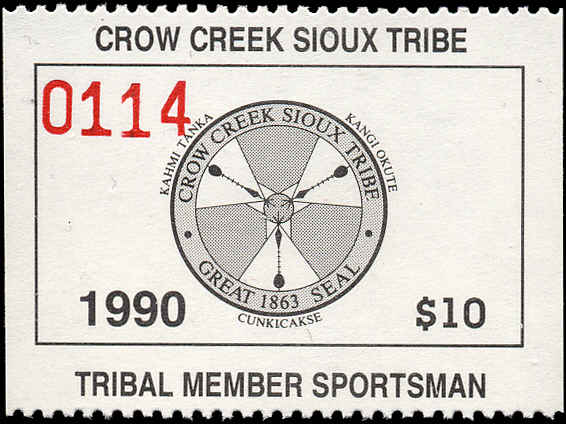 CROW CREEK SIOUX TRIBE
0114
KAHMI TANKA
KANGI OKUTE
CROW CREEK SIOUX TRIBE
GREAT 1863 SEAL
CUNKICAKSE
1990
$10
TRIBAL MEMBER SPORTSMAN